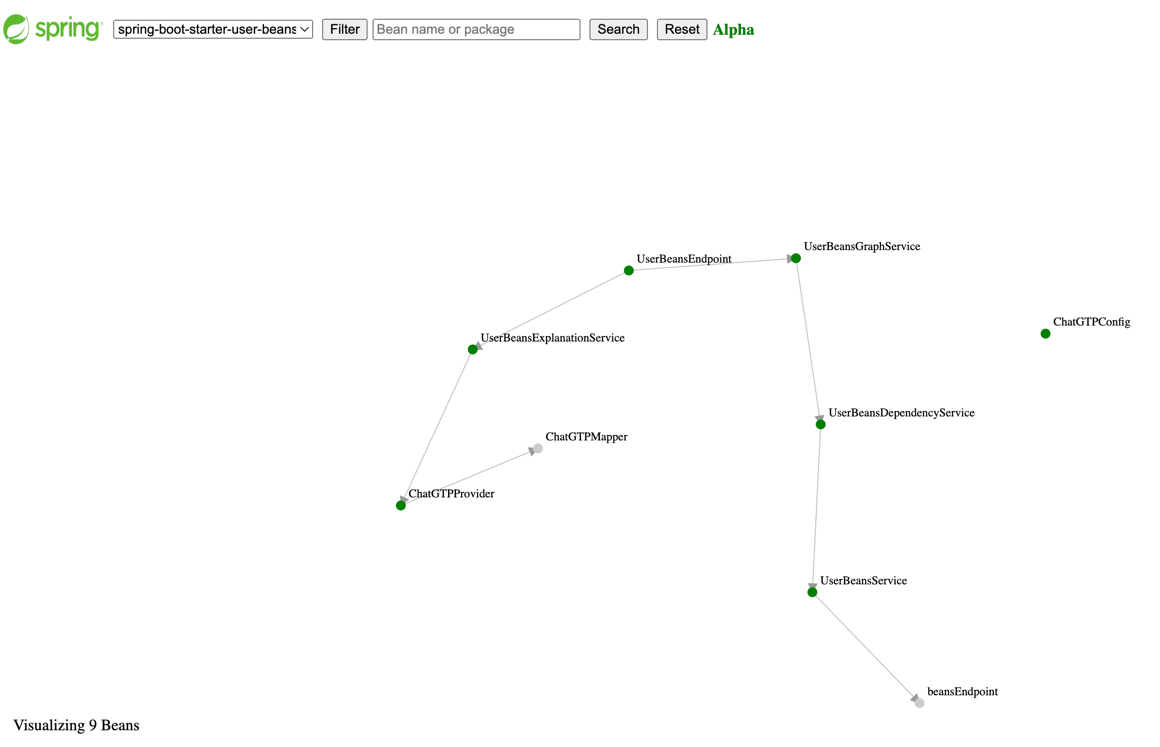 spring
spring-boot-starter-user-beans
Filter
Bean name or package
Search
Reset
Alpha
UserBeansGraphService
UserBeansEndpoint
ChatGTPConfig
UserBeansExplanationService
UserBeansDependencyService
ChatGTPMapper
ChatGTPProvider
UserBeansService
beansEndpoint
Visualizing 9 Beans